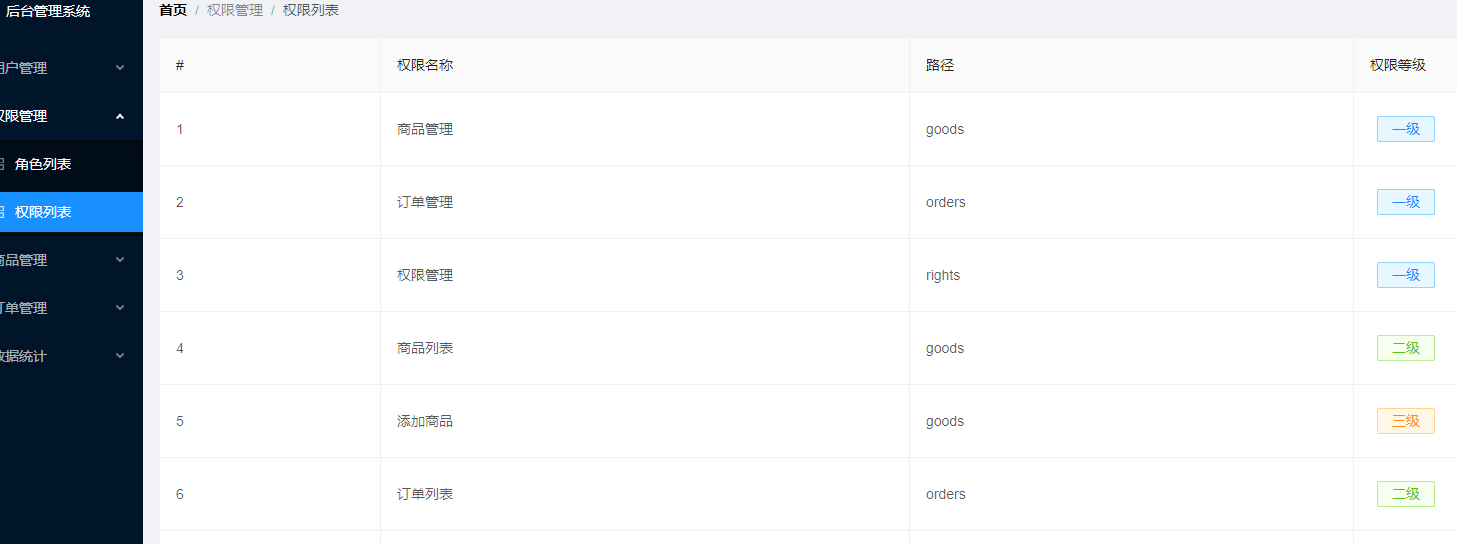 后台管理系统
首页 / 权限管理 / 权限列表
用户管理
权限管理
角色列表
权限列表
商品管理
订单管理
数据统计
# 权限名称 路径 权限等级
1 商品管理 goods 一级
2 订单管理 orders 一级
3 权限管理 rights 一级
4 商品列表 goods 二级
5 添加商品 goods 三级
6 订单列表 orders 二级